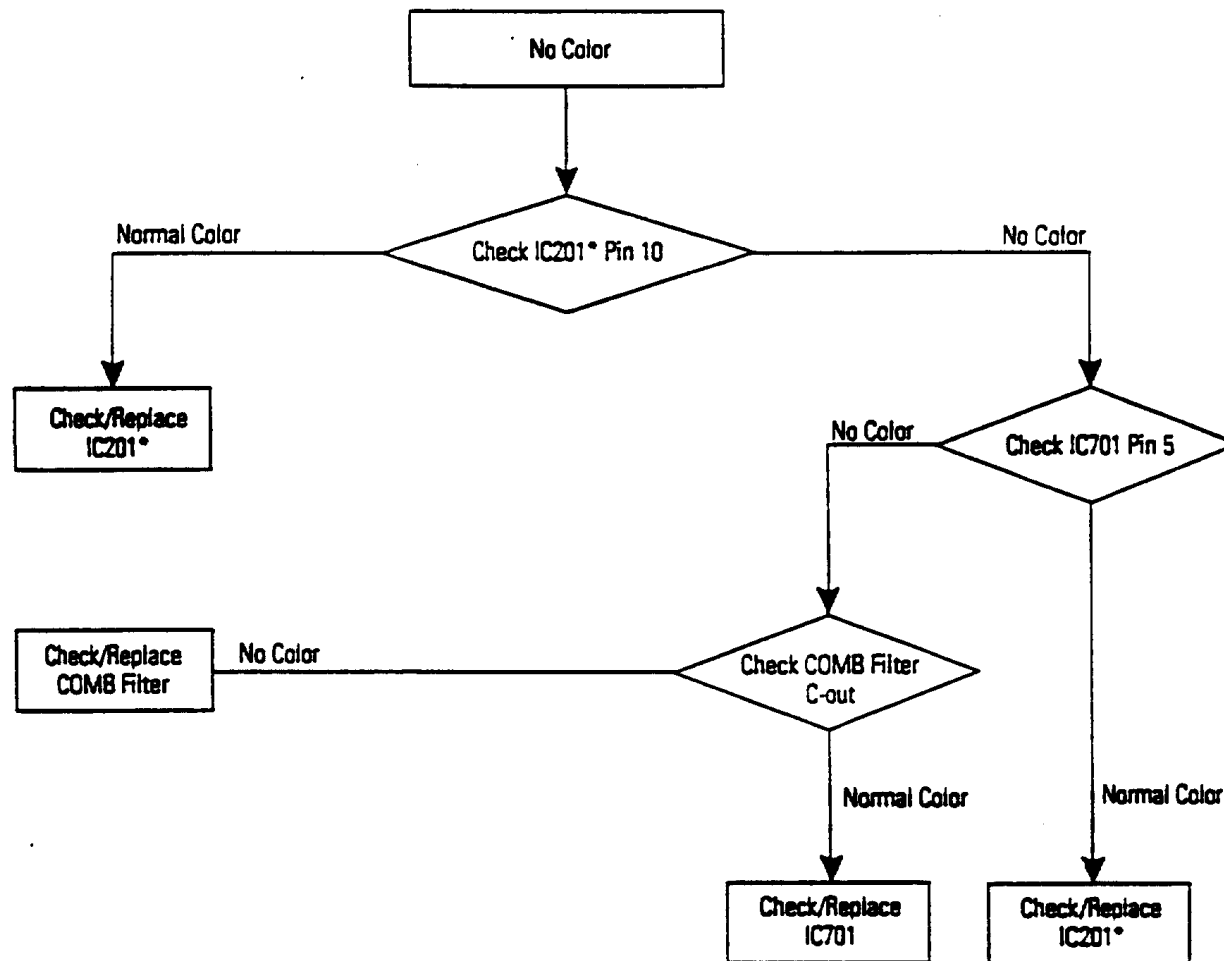 No Color
Normal Color
Check IC201* Pin 10
No Color
Check/Replace
IC201*
No Color
Check IC701 Pin 5
Check/Replace
COMB Filter
No Color
Check COMB Filter
C-out
Normal Color
Normal Color
Check/Replace
IC701
Check/Replace
IC201*